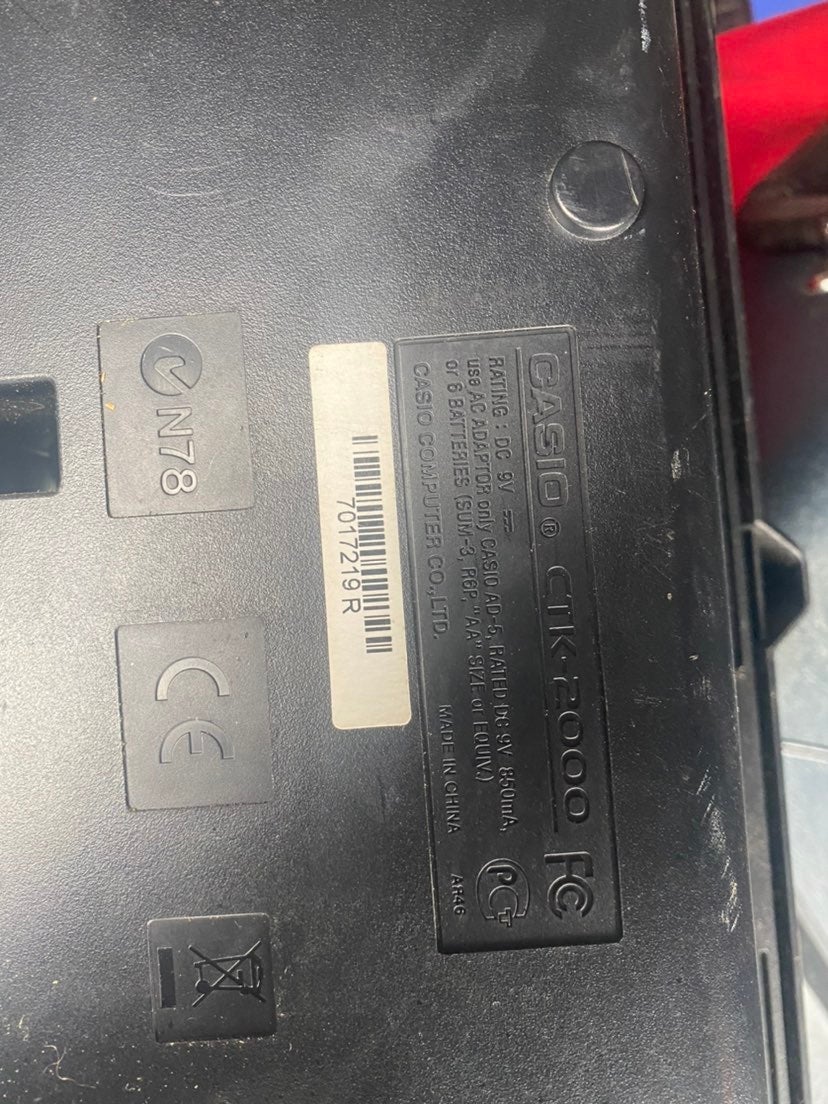 CASIO® CTK-2000 FC
RATING : DC 9V ⎓
use AC ADAPTOR only CASIO AD-5, RATED DC 9V 850mA,
or 6 BATTERIES (SUM-3, R6P, "AA" SIZE or EQUIV.)
CASIO COMPUTER CO.,LTD. MADE IN CHINA AR46
PCT
7017219 R
N78
CE